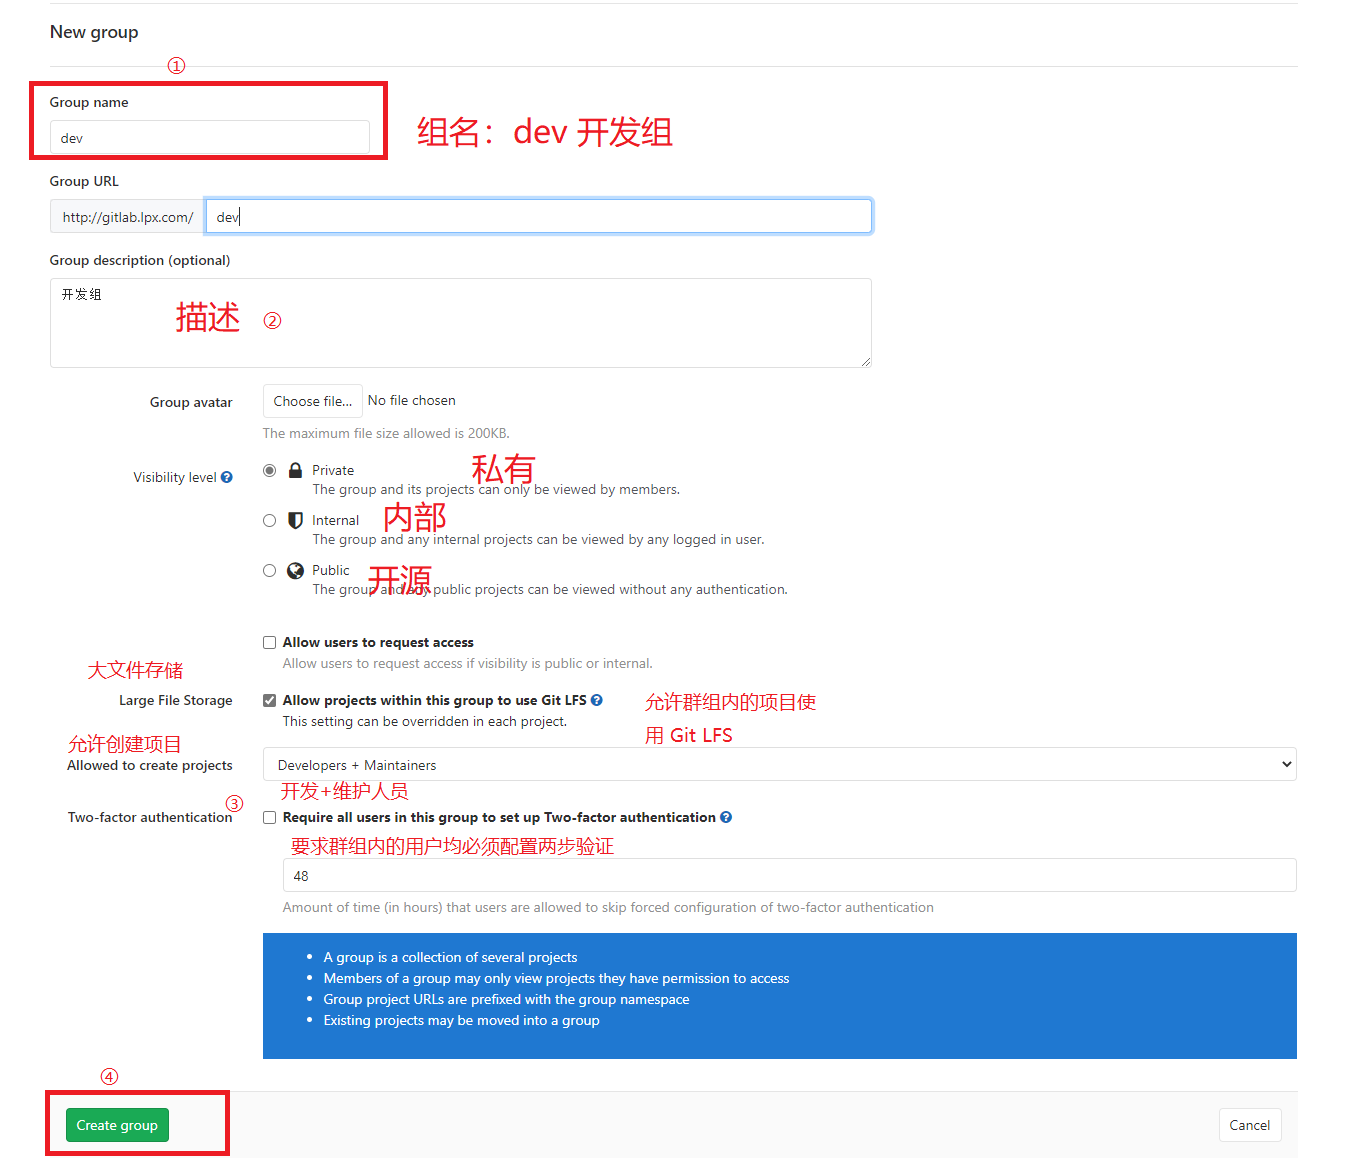 New group
①
Group name
dev
组名：dev 开发组
Group URL
http://gitlab.lpx.com/ dev
Group description (optional)
开发组
描述 ②
Group avatar Choose file... No file chosen
The maximum file size allowed is 200KB.
Visibility level Private 私有
The group and its projects can only be viewed by members.
Internal 内部
The group and any internal projects can be viewed by any logged in user.
Public 开源
The group and any public projects can be viewed without any authentication.
Allow users to request access
Allow users to request access if visibility is public or internal.
大文件存储
Large File Storage Allow projects within this group to use Git LFS
This setting can be overridden in each project.
允许群组内的项目使
用 Git LFS
允许创建项目
Allowed to create projects Developers + Maintainers
开发+维护人员
③
Two-factor authentication Require all users in this group to set up Two-factor authentication
要求群组内的用户均必须配置两步验证
48
Amount of time (in hours) that users are allowed to skip forced configuration of two-factor authentication
A group is a collection of several projects
Members of a group may only view projects they have permission to access
Group project URLs are prefixed with the group namespace
Existing projects may be moved into a group
④
Create group Cancel